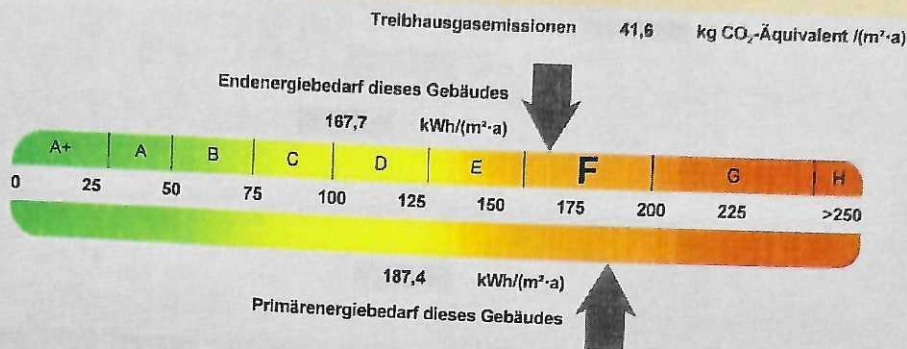 Treibhausgasemissionen 41,6 kg CO₂-Äquivalent /(m²·a)
Endenergiebedarf dieses Gebäudes
167,7 kWh/(m²·a)
A+ A B C D E F G H
0 25 50 75 100 125 150 175 200 225 >250
187,4 kWh/(m²·a)
Primärenergiebedarf dieses Gebäudes